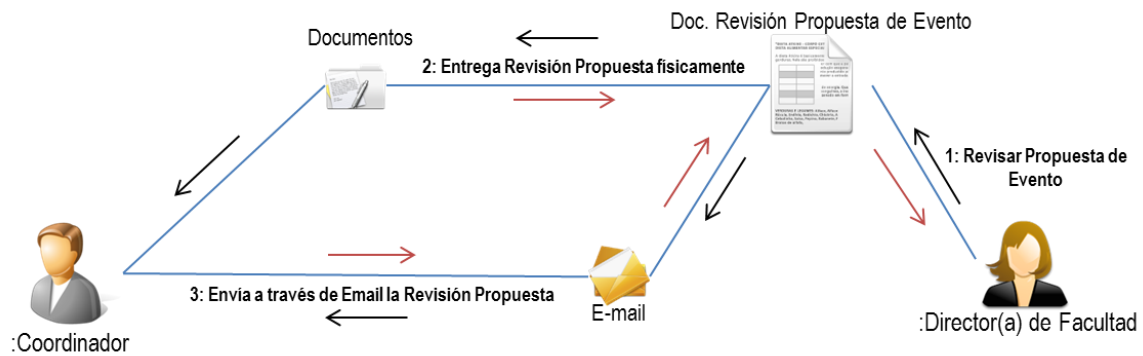 Doc. Revisión Propuesta de Evento
Documentos
2: Entrega Revisión Propuesta físicamente
1: Revisar Propuesta de
Evento
3: Envía a través de Email la Revisión Propuesta
E-mail
:Coordinador
:Director(a) de Facultad